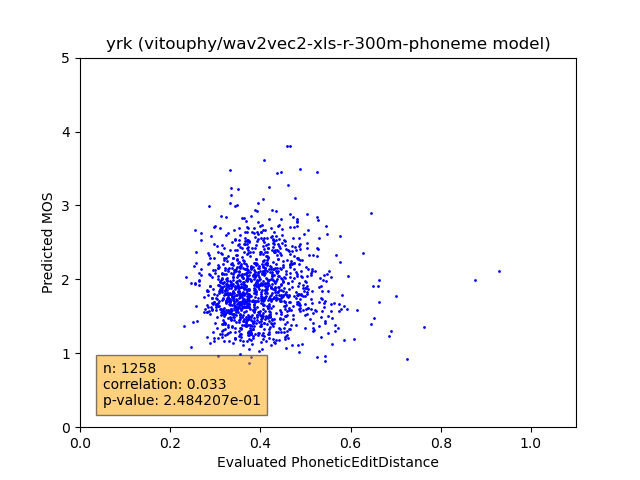 yrk (vitouphy/wav2vec2-xls-r-300m-phoneme model)
5
4
3
2
1
0
Predicted MOS
n: 1258
correlation: 0.033
p-value: 2.484207e-01
0.0 0.2 0.4 0.6 0.8 1.0
Evaluated PhoneticEditDistance